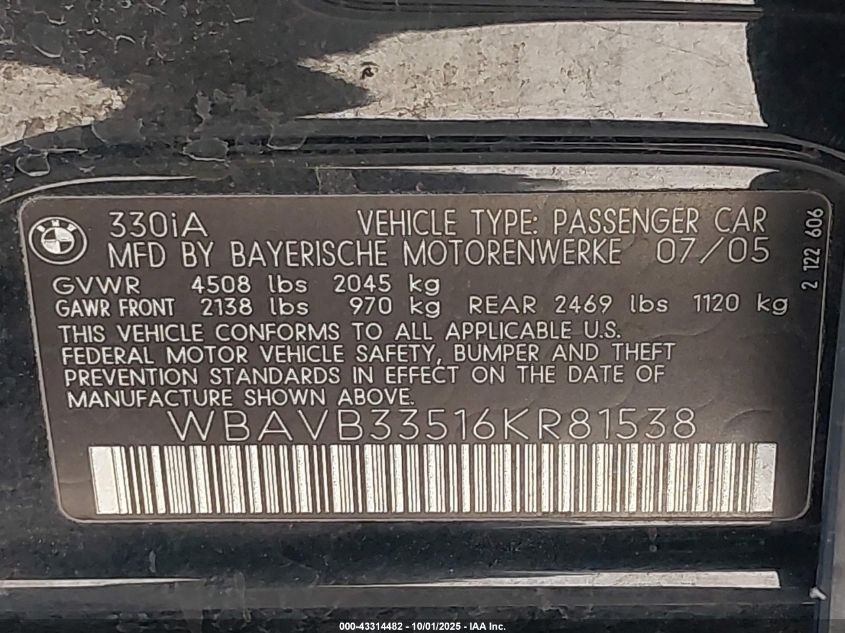 BMW
330iA VEHICLE TYPE: PASSENGER CAR
MFD BY BAYERISCHE MOTORENWERKE 07/05
GVWR 4508 lbs 2045 kg
GAWR FRONT 2138 lbs 970 kg REAR 2469 lbs 1120 kg
THIS VEHICLE CONFORMS TO ALL APPLICABLE U.S.
FEDERAL MOTOR VEHICLE SAFETY, BUMPER AND THEFT
PREVENTION STANDARDS IN EFFECT ON THE DATE OF
MANUFACTURE SHOWN ABOVE.
WBAVB33516KR81538
2 122 606
000-43314482 - 10/01/2025 - IAA Inc.